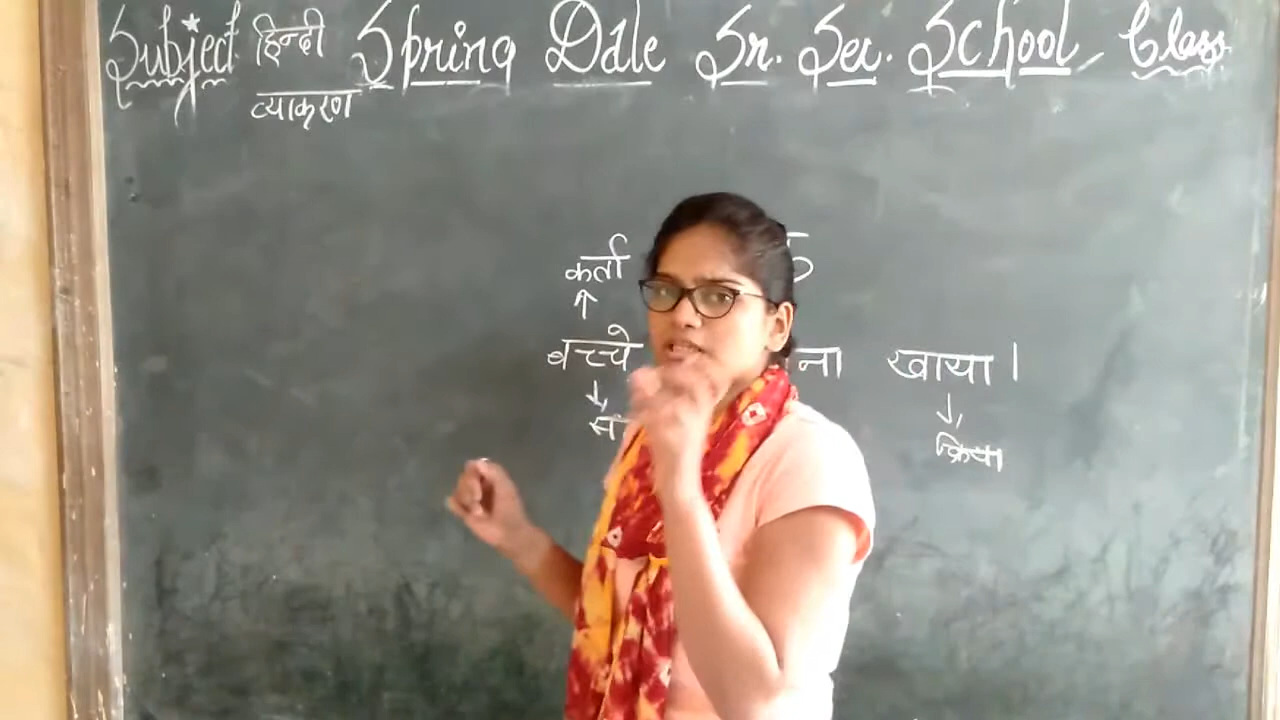 Subject हिन्दी Spring Dale Sr. Sec. School, Class
व्याकरण
कर्ता
बच्चे ना खाया।
क्रिया